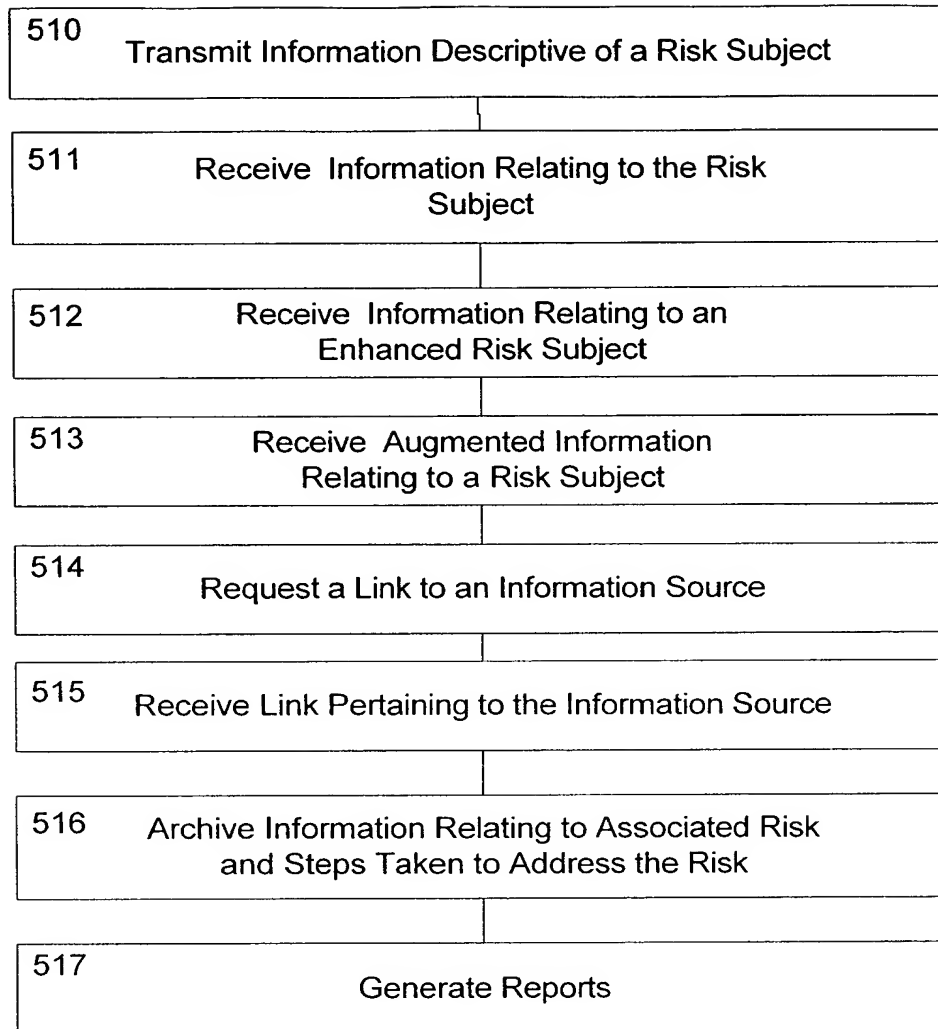 510
Transmit Information Descriptive of a Risk Subject
511
Receive Information Relating to the Risk
Subject
512
Receive Information Relating to an
Enhanced Risk Subject
513
Receive Augmented Information
Relating to a Risk Subject
514
Request a Link to an Information Source
515
Receive Link Pertaining to the Information Source
516
Archive Information Relating to Associated Risk
and Steps Taken to Address the Risk
517
Generate Reports